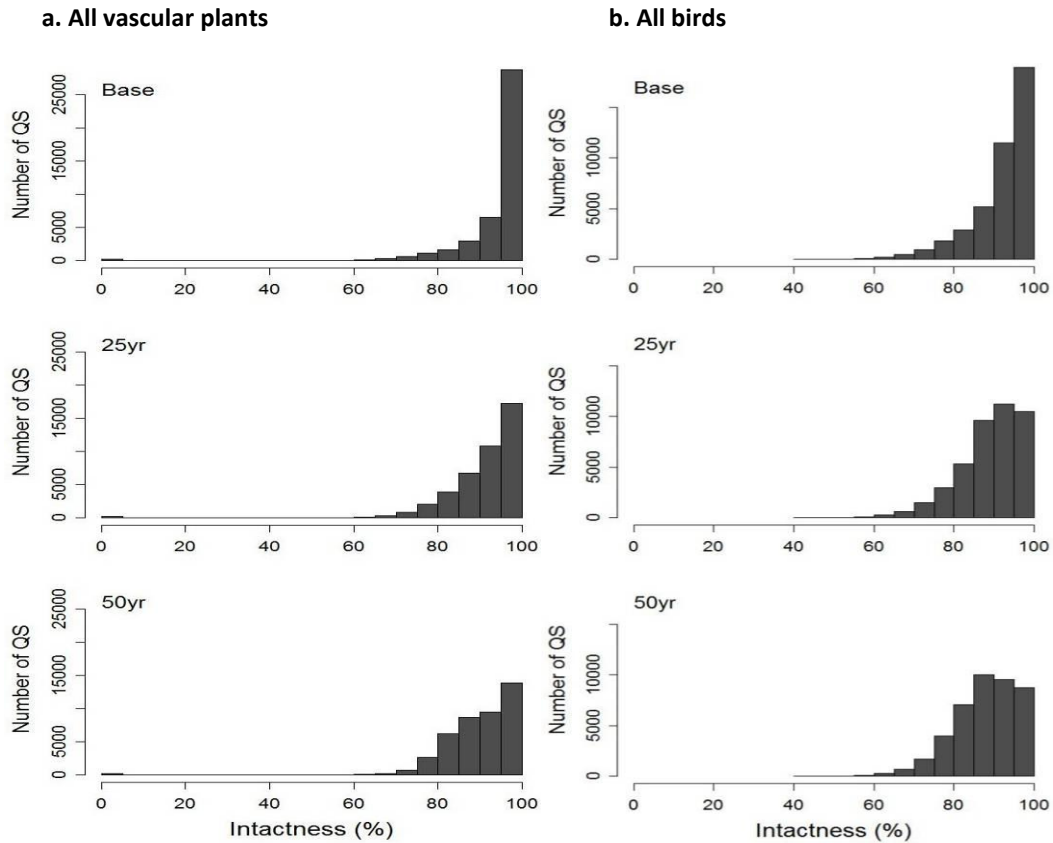 a. All vascular plants
b. All birds
Base
Number of QS
0 5000 15000 25000
0 20 40 60 80 100
Base
Number of QS
0 5000 10000
0 20 40 60 80 100
25yr
Number of QS
0 5000 15000 25000
0 20 40 60 80 100
25yr
Number of QS
0 5000 10000
0 20 40 60 80 100
50yr
Number of QS
0 5000 15000 25000
0 20 40 60 80 100
Intactness (%)
50yr
Number of QS
0 5000 10000
0 20 40 60 80 100
Intactness (%)